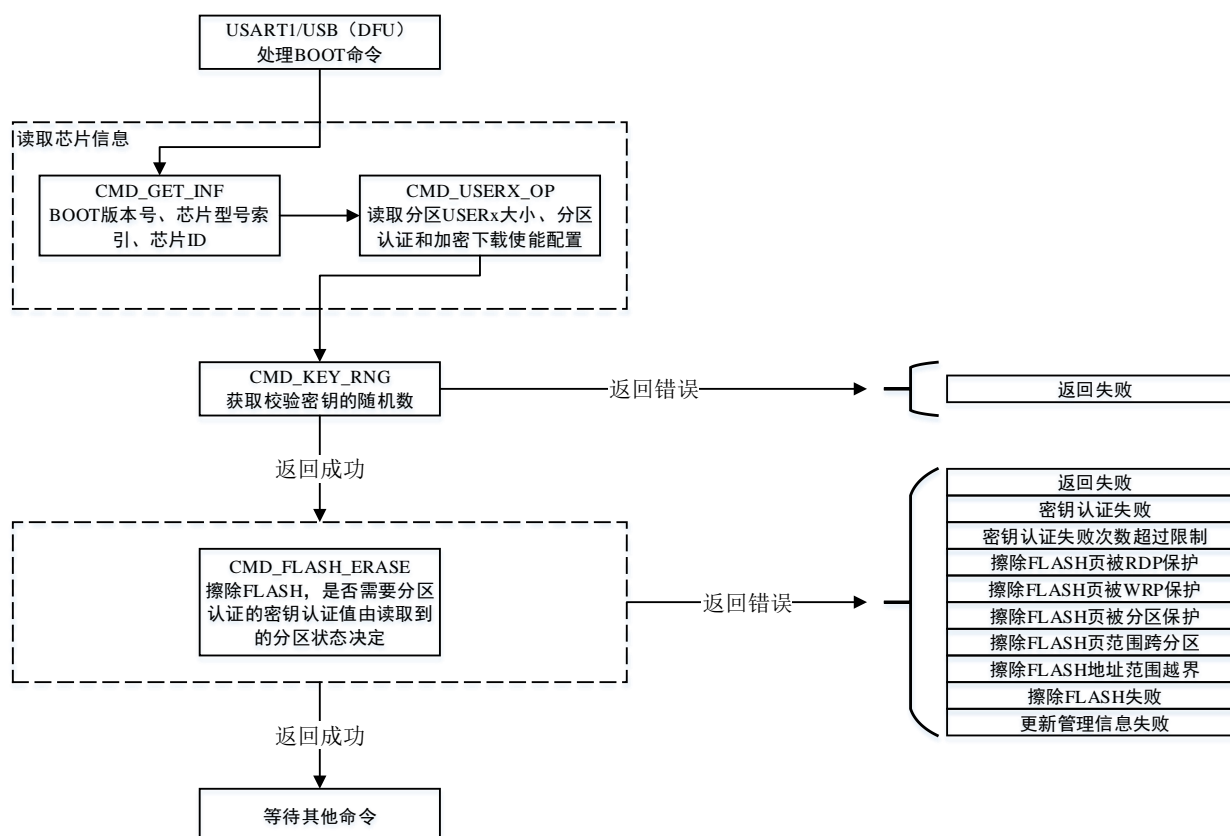 USART1/USB（DFU）
处理BOOT命令
读取芯片信息
CMD_GET_INF
BOOT版本号、芯片型号索
引、芯片ID
CMD_USERX_OP
读取分区USERx大小、分区
认证和加密下载使能配置
CMD_KEY_RNG
获取校验密钥的随机数
返回错误
返回失败
返回成功
CMD_FLASH_ERASE
擦除FLASH，是否需要分区
认证的密钥认证值由读取到
的分区状态决定
返回错误
返回失败
密钥认证失败
密钥认证失败次数超过限制
擦除FLASH页被RDP保护
擦除FLASH页被WRP保护
擦除FLASH页被分区保护
擦除FLASH页范围跨分区
擦除FLASH地址范围越界
擦除FLASH失败
更新管理信息失败
返回成功
等待其他命令